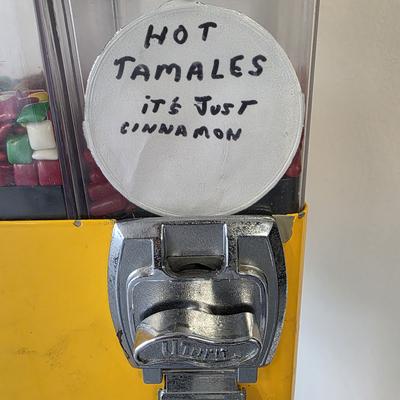 HOT
TAMALES
IT'S JUST
CINNAMON